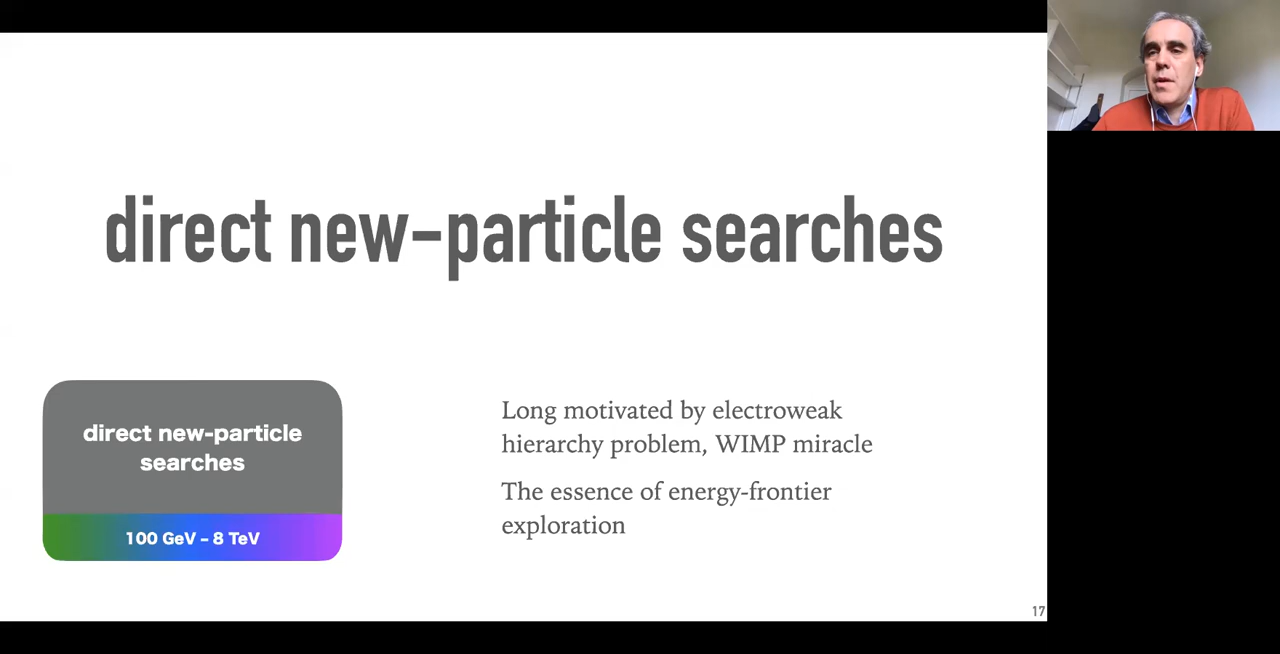 direct new-particle searches
direct new-particle
searches
100 GeV – 8 TeV
Long motivated by electroweak
hierarchy problem, WIMP miracle
The essence of energy-frontier
exploration
17